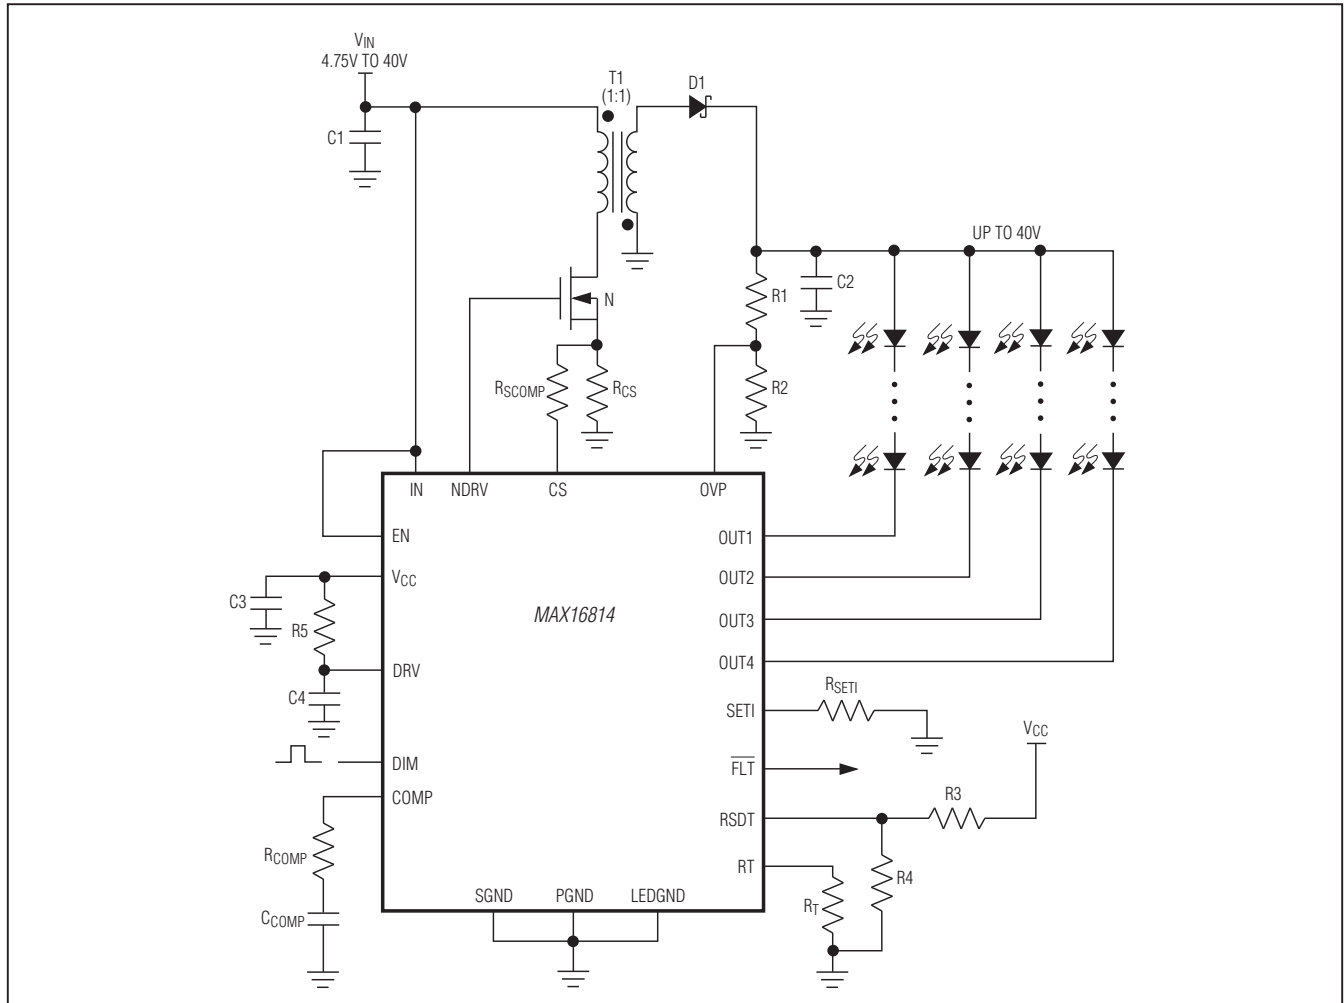 VIN
4.75V TO 40V
T1
(1:1)
D1
C1
UP TO 40V
C2
R1
N
RSCOMP
RCS
R2
IN
NDRV
CS
OVP
EN
OUT1
VCC
OUT2
C3
R5
MAX16814
OUT3
DRV
OUT4
C4
RSETI
SETI
VCC
DIM
FLT
COMP
R3
RSDT
RCOMP
RT
R4
SGND
PGND
LEDGND
RT
CCOMP